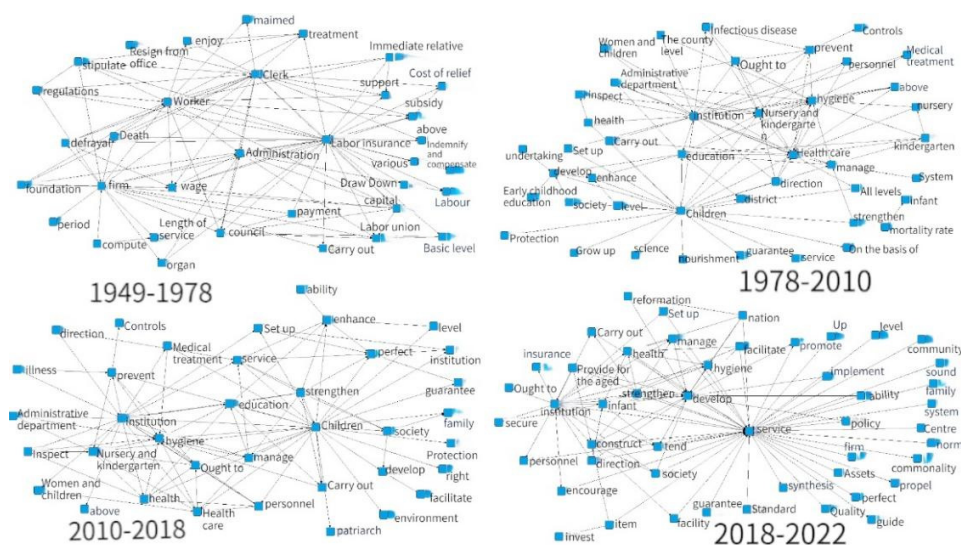 maimed
enjoy
treatment
Resign from
office
stipulate
Immediate relative
Clerk
support
Cost of relief
regulations
Worker
subsidy
defrayal
Death
Labor insurance
above
Indemnify and
compensate
Administration
various
foundation
firm
wage
Draw Down
capital
Labour
period
payment
Length of
service
council
Labor union
compute
Carry out
Basic level
organ
1949-1978
Infectious disease
Controls
Women and
children
The county
level
prevent
Medical
treatment
Ought to
personnel
Administrative
department
Inspect
hygiene
above
health
institution
Nursery and
kindergarte
n
nursery
Carry out
kindergarten
undertaking
Set up
education
Health care
develop
manage
enhance
direction
System
Early childhood
education
society
level
district
All levels
Infant
Children
strengthen
mortality rate
Protection
Grow up
science
nourishment
guarantee
service
On the basis of
1978-2010
ability
enhance
direction
Controls
Set up
level
Medical
treatment
service
perfect
institution
illness
prevent
strengthen
guarantee
Administrative
department
Institution
education
Children
family
hygiene
society
Inspect
Nursery and
kindergarten
Ought to
manage
Protection
right
develop
Women and
children
health
Carry out
facilitate
above
Health
care
personnel
environment
patriarch
2010-2018
reformation
Set up
nation
Up
level
Carry out
manage
facilitate
promote
community
insurance
health
hygiene
implement
sound
Provide for
the aged
family
Ought to
strengthen
develop
ability
institution
infant
system
secure
service
policy
Centre
norm
construct
tend
firm
commonality
personnel
direction
society
Assets
propel
encourage
synthesis
perfect
guarantee
Standard
Quality
item
facility
guide
invest
2018-2022